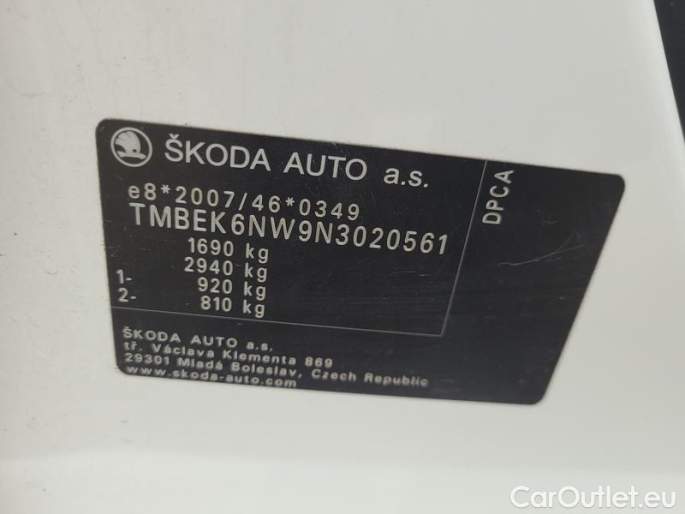 ŠKODA AUTO a.s.
e8*2007/46*0349
TMBEK6NW9N3020561
1690 kg
2940 kg
1- 920 kg
2- 810 kg
DPCA
ŠKODA AUTO a.s.
tř. Václava Klementa 869
29301 Mladá Boleslav, Czech Republic
www.skoda-auto.com
CarOutlet.eu